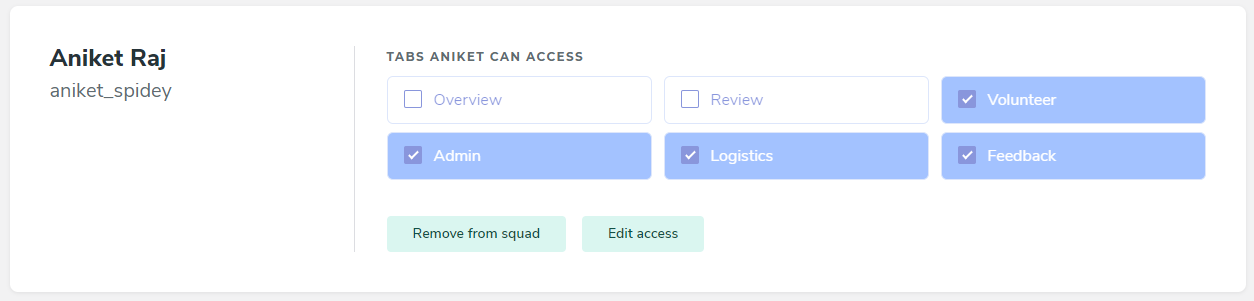 Aniket Raj
aniket_spidey
TABS ANIKET CAN ACCESS
Overview
Review
Volunteer
Admin
Logistics
Feedback
Remove from squad
Edit access